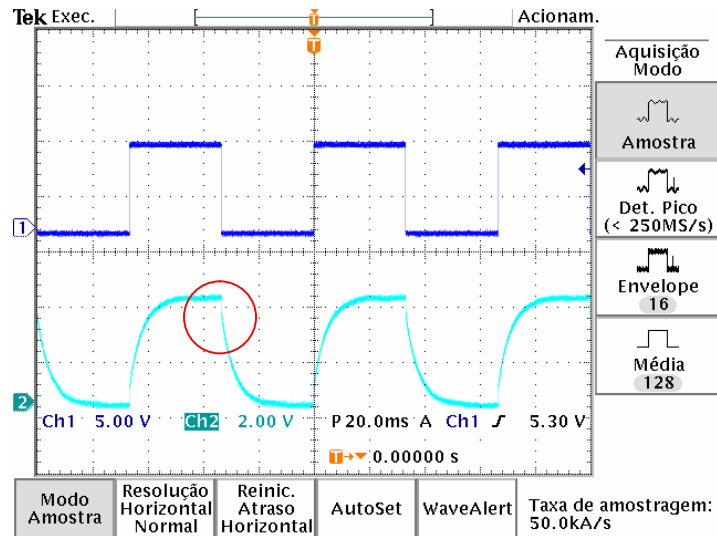 Tek Exec.
T
Acionam.
T
Aquisição
Modo
Amostra
Det. Pico
(< 250MS/s)
Envelope
16
Média
128
1
2
Ch1 5.00 V Ch2 2.00 V P 20.0ms A Ch1 5.30 V
T 0.00000 s
Modo
Amostra
Resolução
Horizontal
Normal
Reinic.
Atraso
Horizontal
AutoSet
WaveAlert
Taxa de amostragem:
50.0kA/s